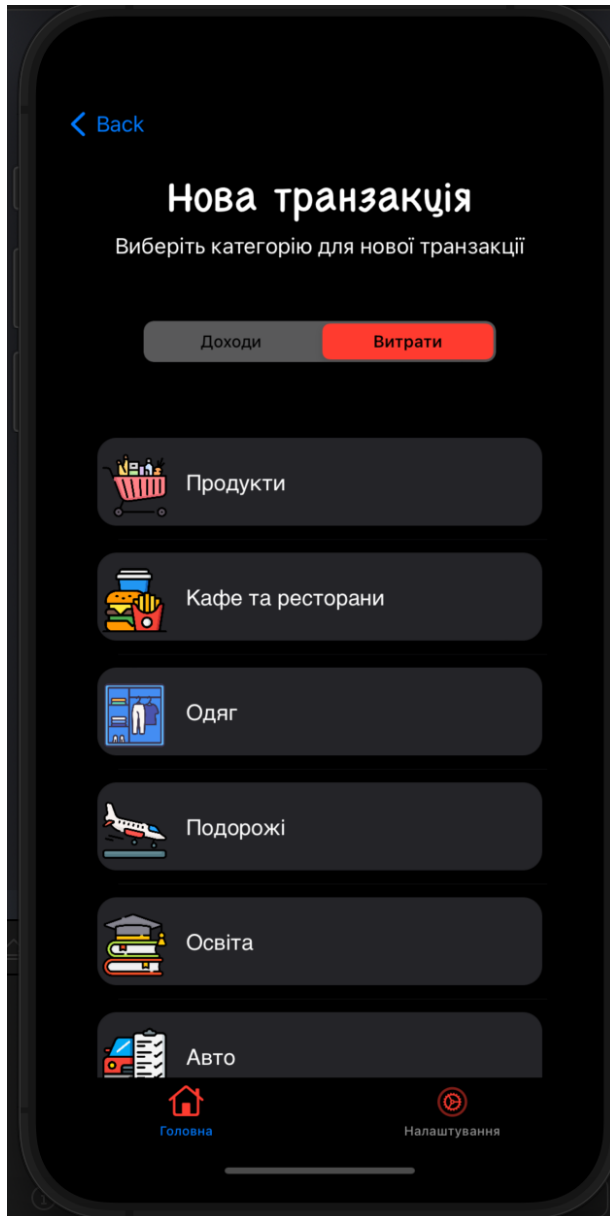 Back
Нова транзакція
Виберіть категорію для нової транзакції
Доходи
Витрати
Продукти
Кафе та ресторани
Одяг
Подорожі
Освіта
Авто
Головна
Налаштування